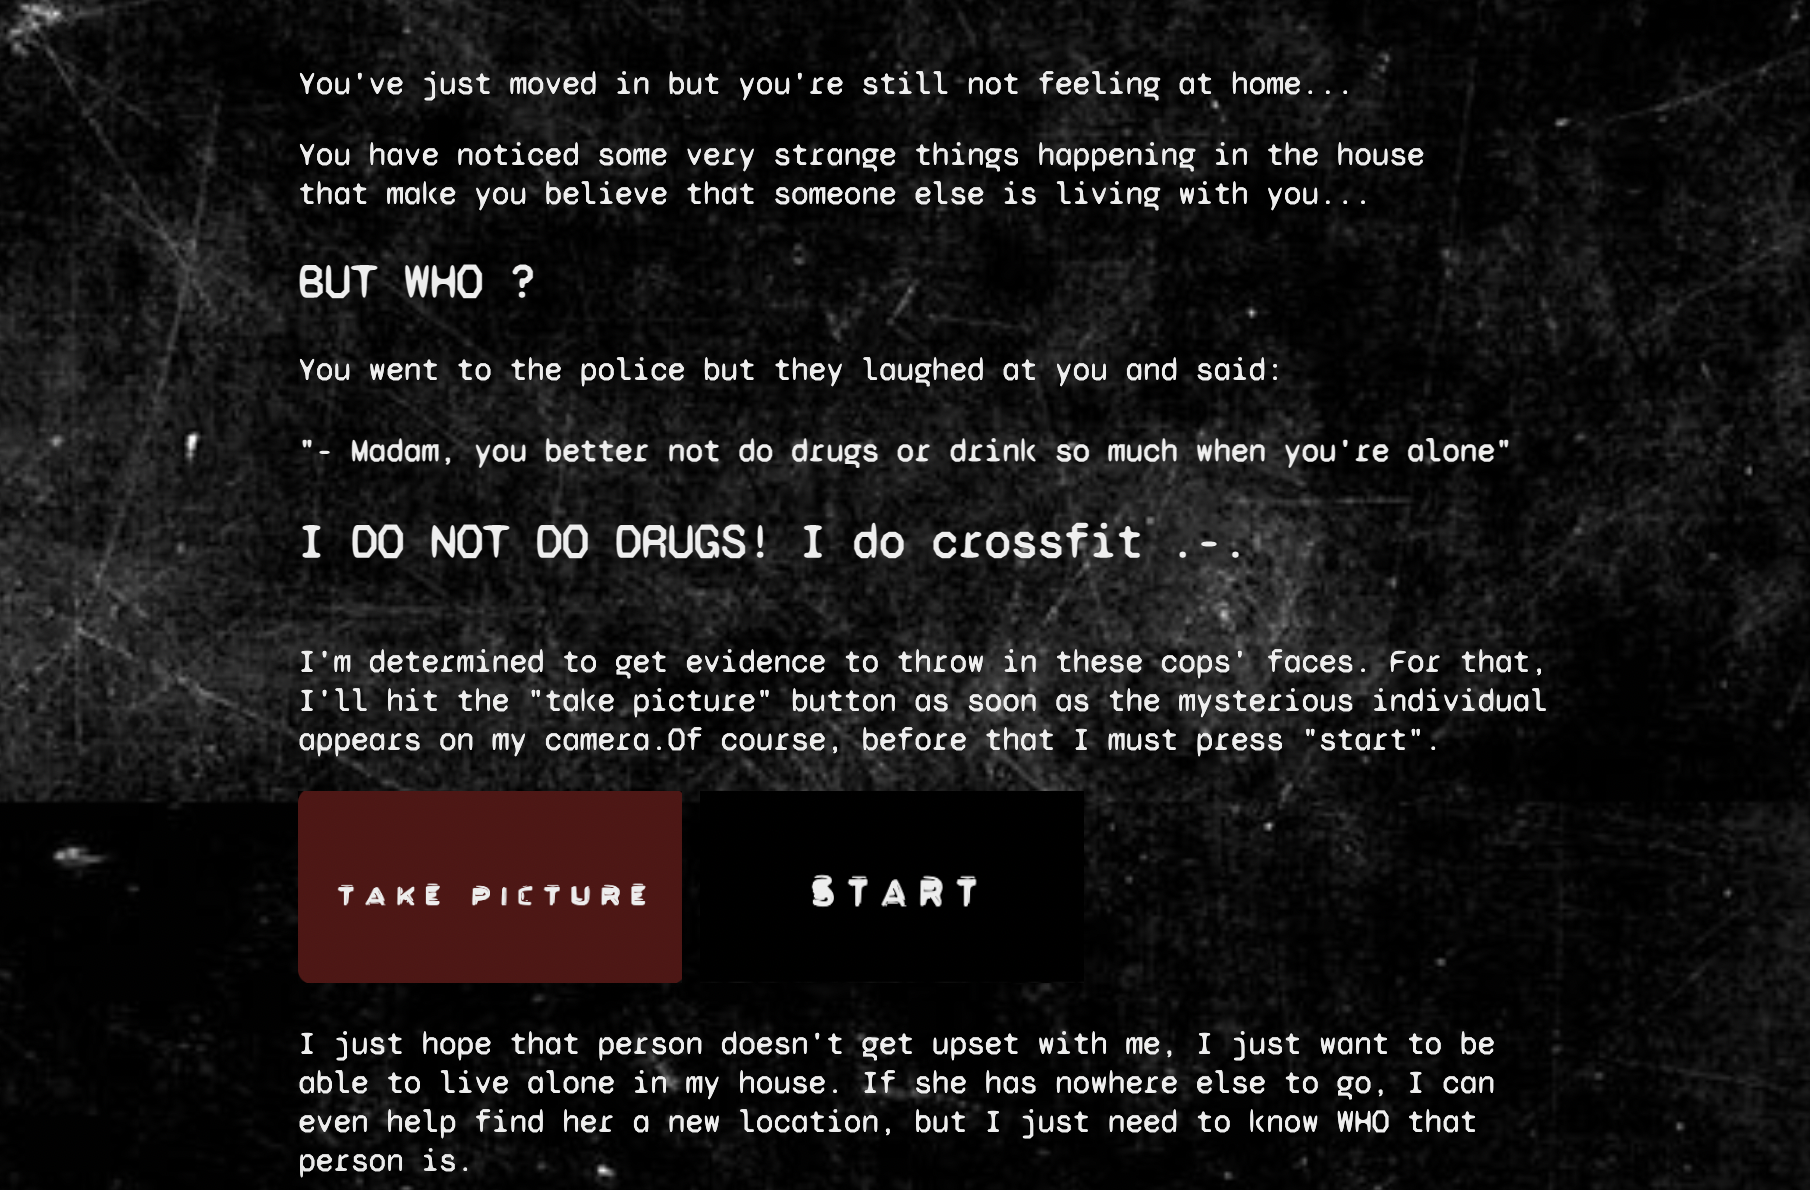 You've just moved in but you're still not feeling at home...
You have noticed some very strange things happening in the house
that make you believe that someone else is living with you...
BUT WHO ?
You went to the police but they laughed at you and said:
"- Madam, you better not do drugs or drink so much when you're alone"
I DO NOT DO DRUGS! I do crossfit .-.
I'm determined to get evidence to throw in these cops' faces. For that,
I'll hit the "take picture" button as soon as the mysterious individual
appears on my camera.Of course, before that I must press "start".
TAKE PICTURE
START
I just hope that person doesn't get upset with me, I just want to be
able to live alone in my house. If she has nowhere else to go, I can
even help find her a new location, but I just need to know WHO that
person is.